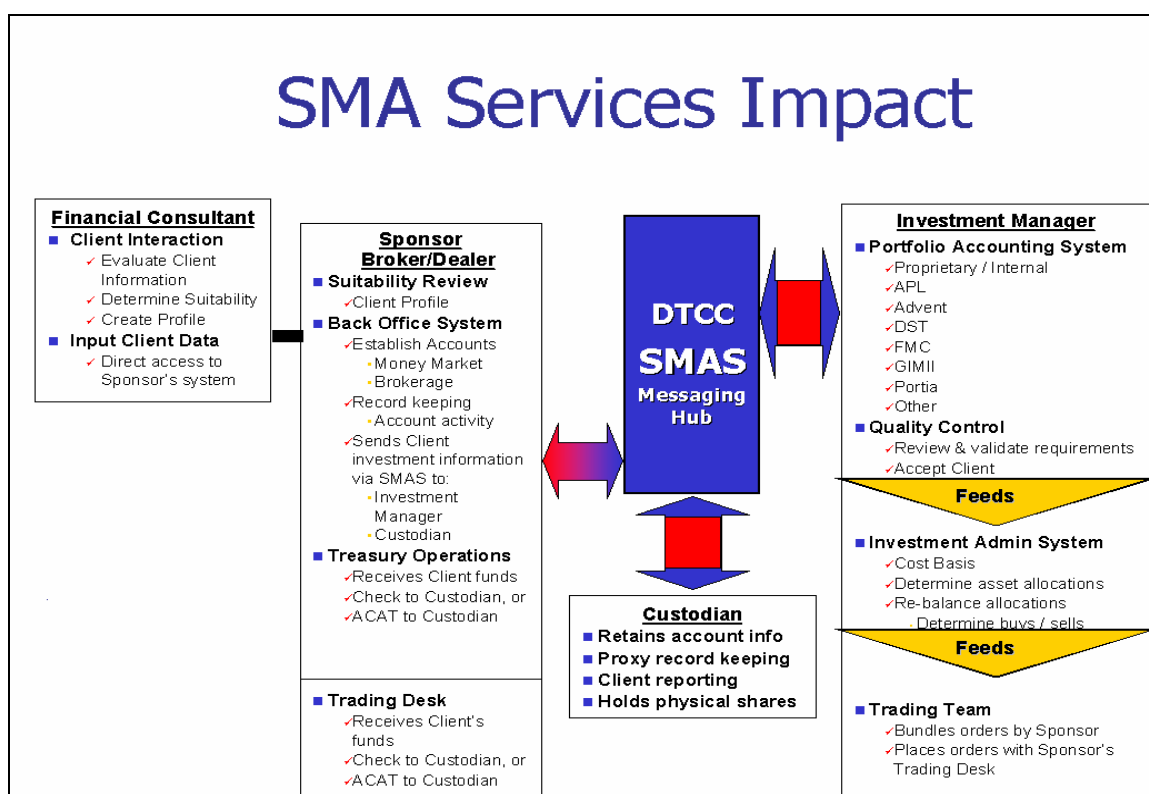 SMA Services Impact
Financial Consultant
Client Interaction
Evaluate Client
Information
Determine Suitability
Create Profile
Input Client Data
Direct access to
Sponsor's system
Sponsor
Broker/Dealer
Suitability Review
Client Profile
Back Office System
Establish Accounts
Money Market
Brokerage
Record keeping
Account activity
Sends Client
investment information
via SMAS to:
Investment
Manager
Custodian
Treasury Operations
Receives Client funds
Check to Custodian, or
ACAT to Custodian
Trading Desk
Receives Client's
funds
Check to Custodian, or
ACAT to Custodian
DTCC
SMAS
Messaging
Hub
Custodian
Retains account info
Proxy record keeping
Client reporting
Holds physical shares
Investment Manager
Portfolio Accounting System
Proprietary / Internal
APL
Advent
DST
FMC
GIMII
Portia
Other
Quality Control
Review & validate requirements
Accept Client
Feeds
Investment Admin System
Cost Basis
Determine asset allocations
Re-balance allocations
Determine buys / sells
Feeds
Trading Team
Bundles orders by Sponsor
Places orders with Sponsor's
Trading Desk